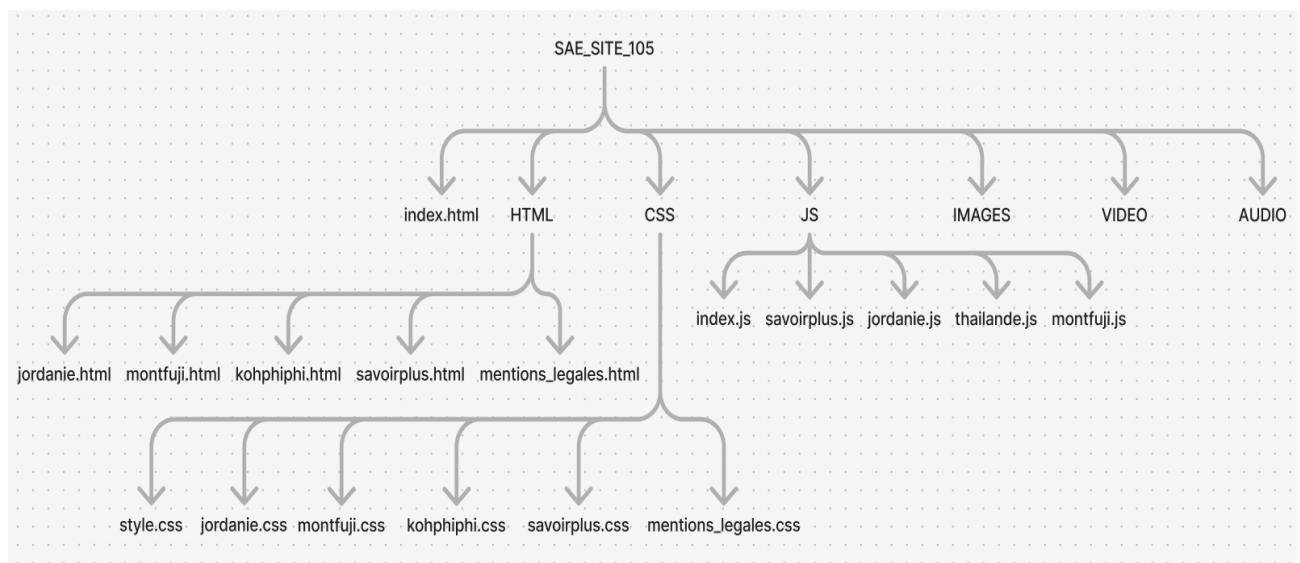 SAE_SITE_105
index.html HTML CSS JS IMAGES VIDEO AUDIO
index.js savoirplus.js jordanie.js thailande.js montfuji.js
jordanie.html montfuji.html kohphiphi.html savoirplus.html mentions_legales.html
style.css jordanie.css montfuji.css kohphiphi.css savoirplus.css mentions_legales.css